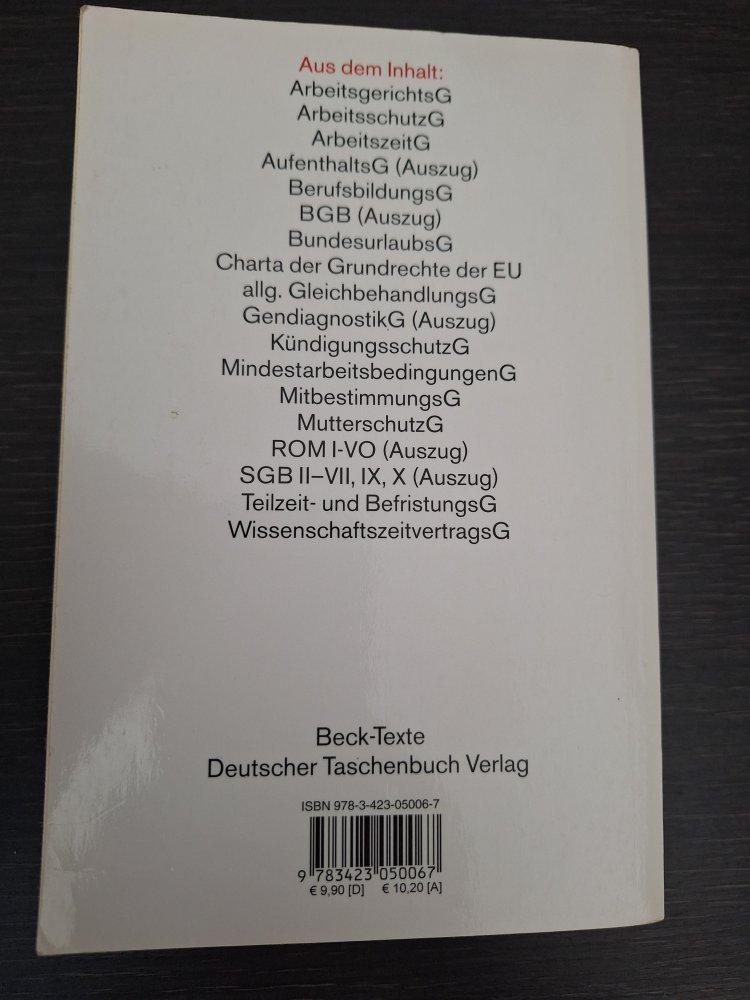 Aus dem Inhalt:
ArbeitsgerichtsG
ArbeitsschutzG
ArbeitszeitG
AufenthaltsG (Auszug)
BerufsbildungsG
BGB (Auszug)
BundesurlaubsG
Charta der Grundrechte der EU
allg. GleichbehandlungsG
GendiagnostikG (Auszug)
KündigungsschutzG
MindestarbeitsbedingungenG
MitbestimmungsG
MutterschutzG
ROM I-VO (Auszug)
SGB II–VII, IX, X (Auszug)
Teilzeit- und BefristungsG
WissenschaftszeitvertragsG
Beck-Texte
Deutscher Taschenbuch Verlag
ISBN 978-3-423-05006-7
9 783423 050067
€ 9,90 [D] € 10,20 [A]